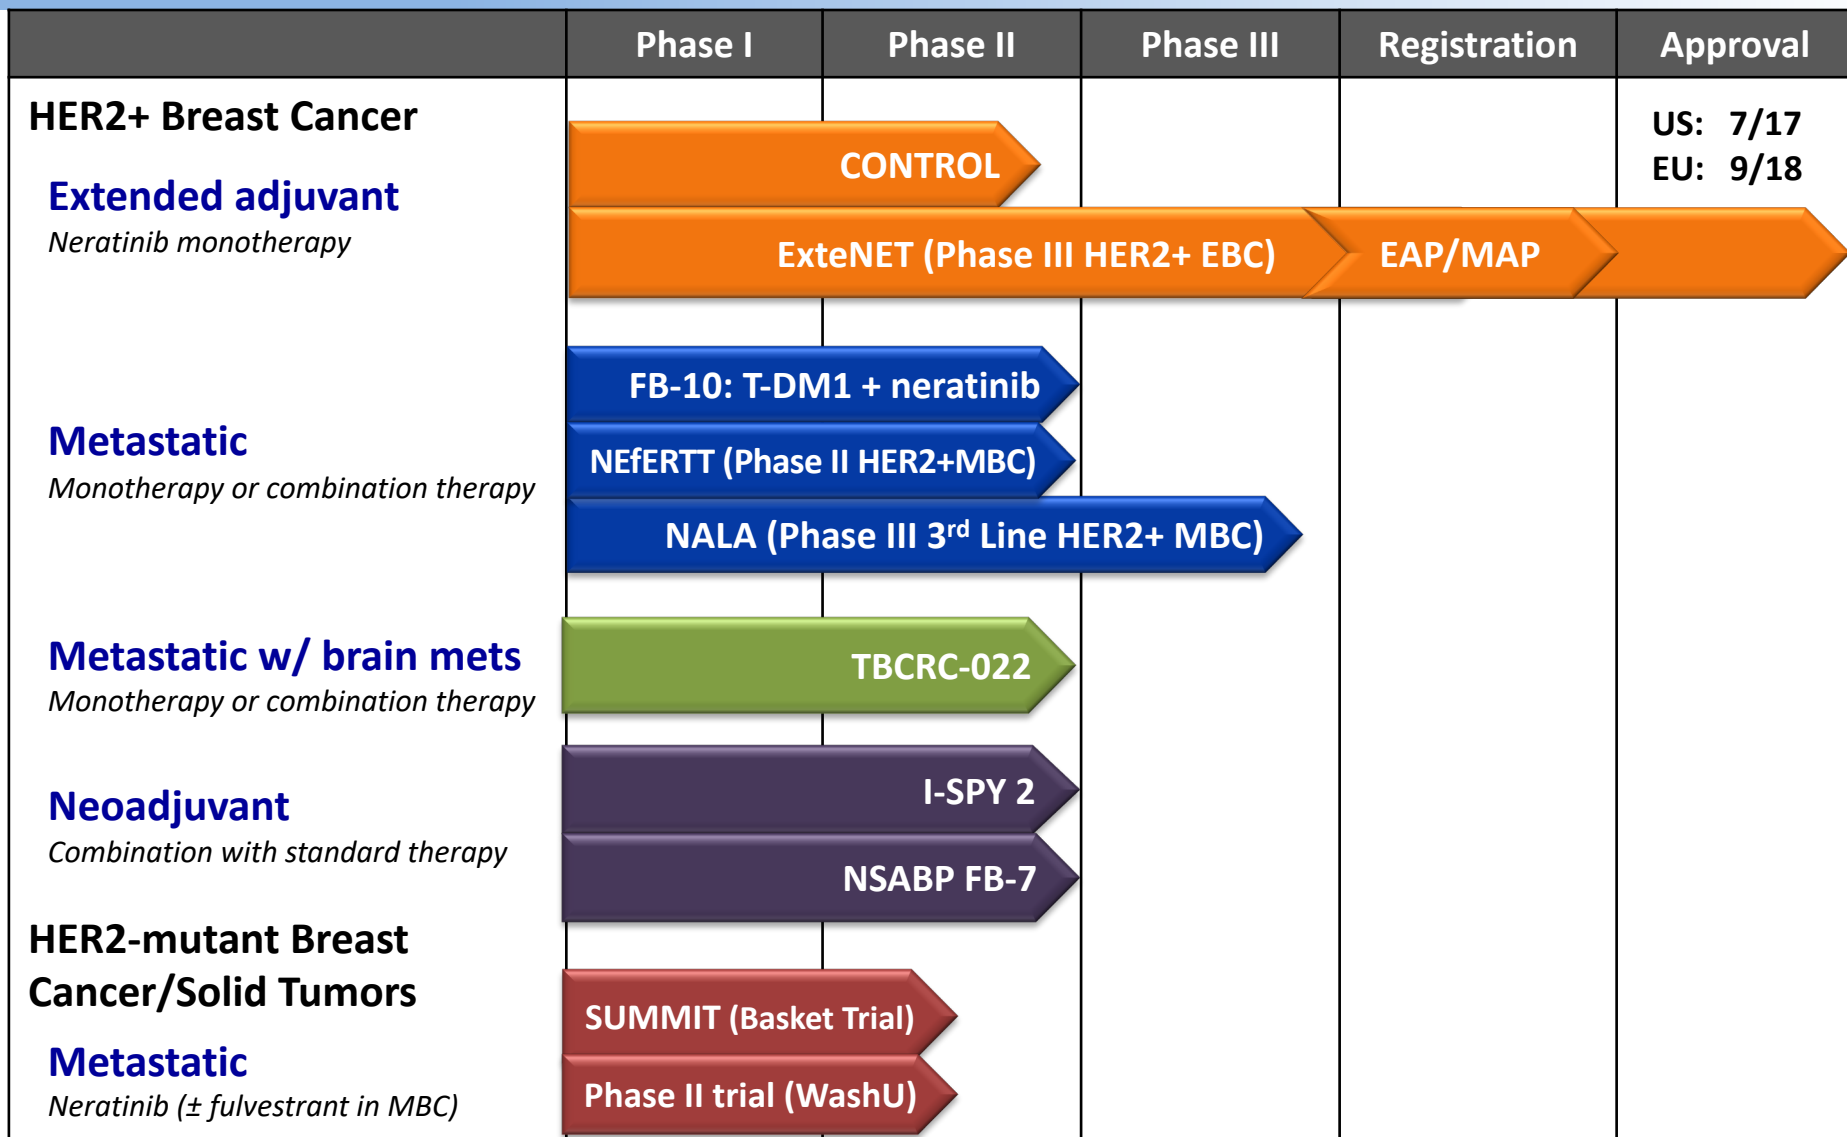 Phase I Phase II Phase III Registration Approval
HER2+ Breast Cancer
US: 7/17
EU: 9/18
CONTROL
Extended adjuvant
Neratinib monotherapy
ExteNET (Phase III HER2+ EBC) EAP/MAP
FB-10: T-DM1 + neratinib
Metastatic
Monotherapy or combination therapy
NEfERTT (Phase II HER2+MBC)
NALA (Phase III 3rd Line HER2+ MBC)
Metastatic w/ brain mets
Monotherapy or combination therapy
TBCRC-022
Neoadjuvant
Combination with standard therapy
I-SPY 2
NSABP FB-7
HER2-mutant Breast
Cancer/Solid Tumors
SUMMIT (Basket Trial)
Metastatic
Neratinib (± fulvestrant in MBC)
Phase II trial (WashU)